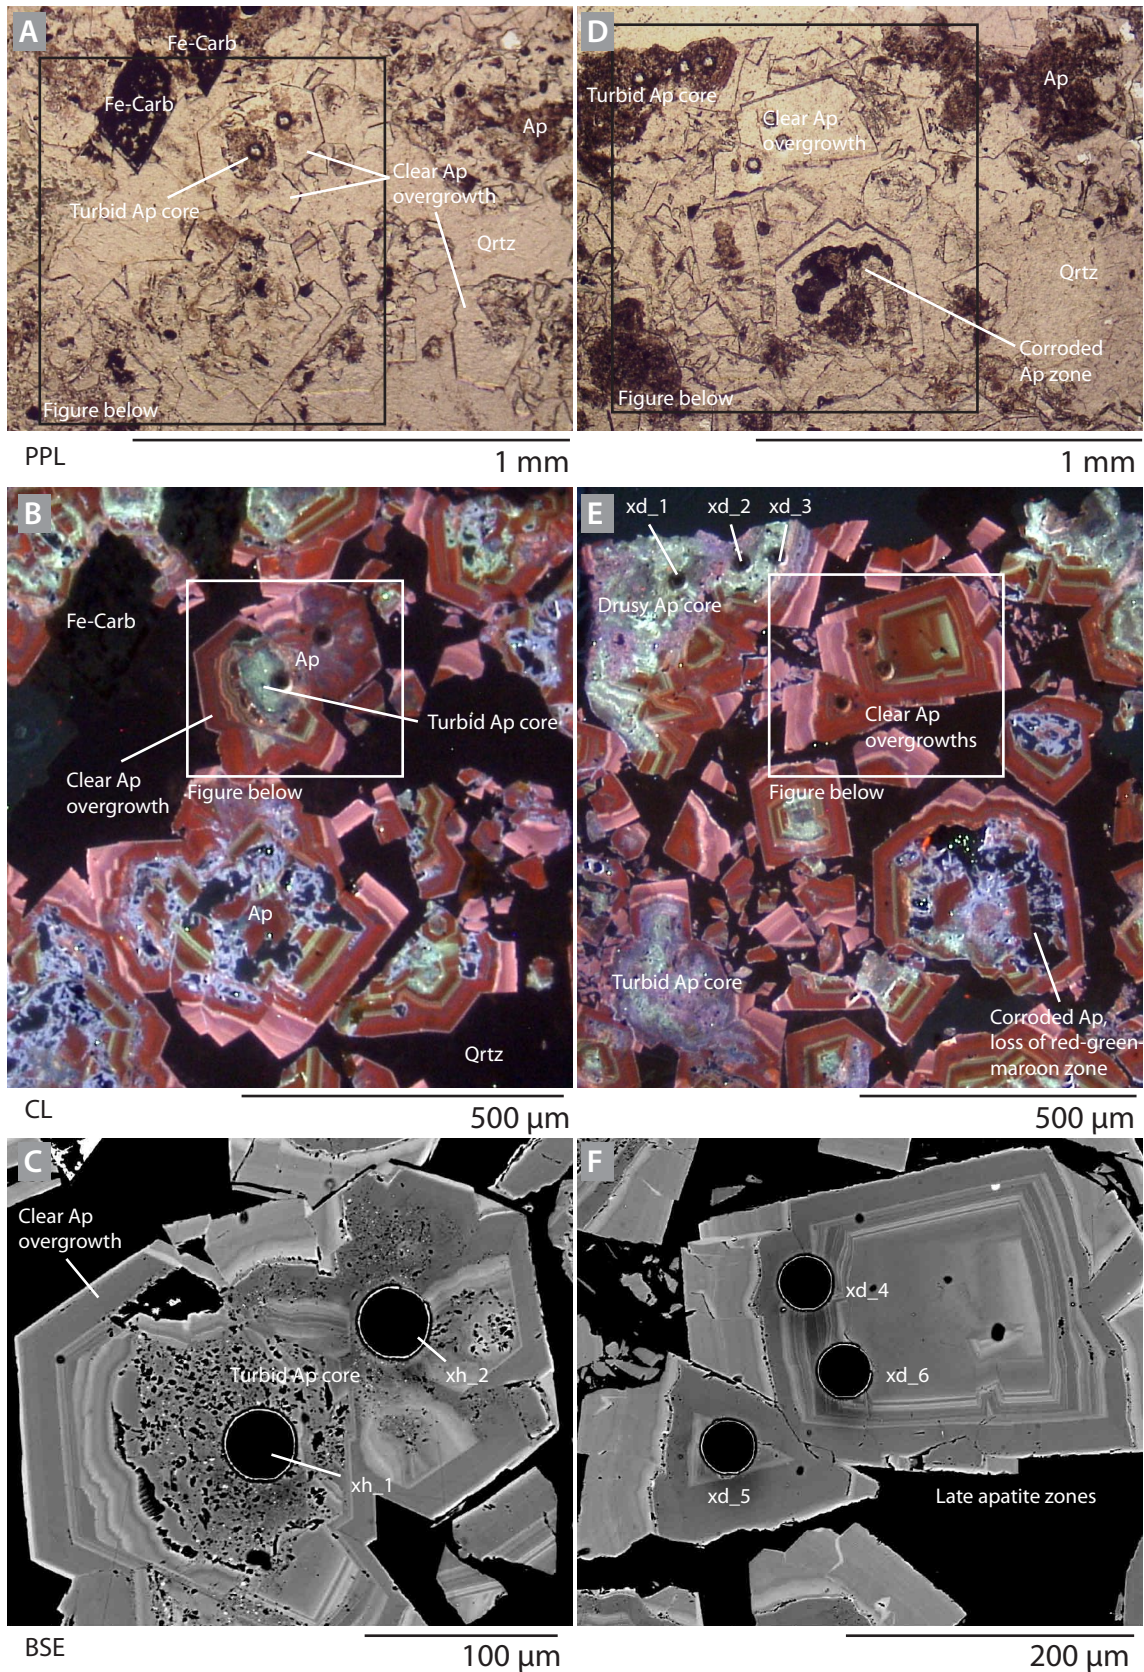 A
Fe-Carb
Fe-Carb
Ap
Clear Ap
overgrowth
Turbid Ap core
Qrtz
Figure below
PPL
1 mm
D
Turbid Ap core
Ap
Clear Ap
overgrowth
Qrtz
Corroded
Ap zone
Figure below
1 mm
B
Fe-Carb
Ap
Turbid Ap core
Clear Ap
overgrowth
Figure below
Ap
Qrtz
CL
500 µm
E
xd_1
xd_2
xd_3
Drusy Ap core
Clear Ap
overgrowths
Figure below
Turbid Ap core
Corroded Ap,
loss of red-green-
maroon zone
500 µm
C
Clear Ap
overgrowth
Turbid Ap core
xh_2
xh_1
BSE
100 µm
F
xd_4
xd_6
xd_5
Late apatite zones
200 µm